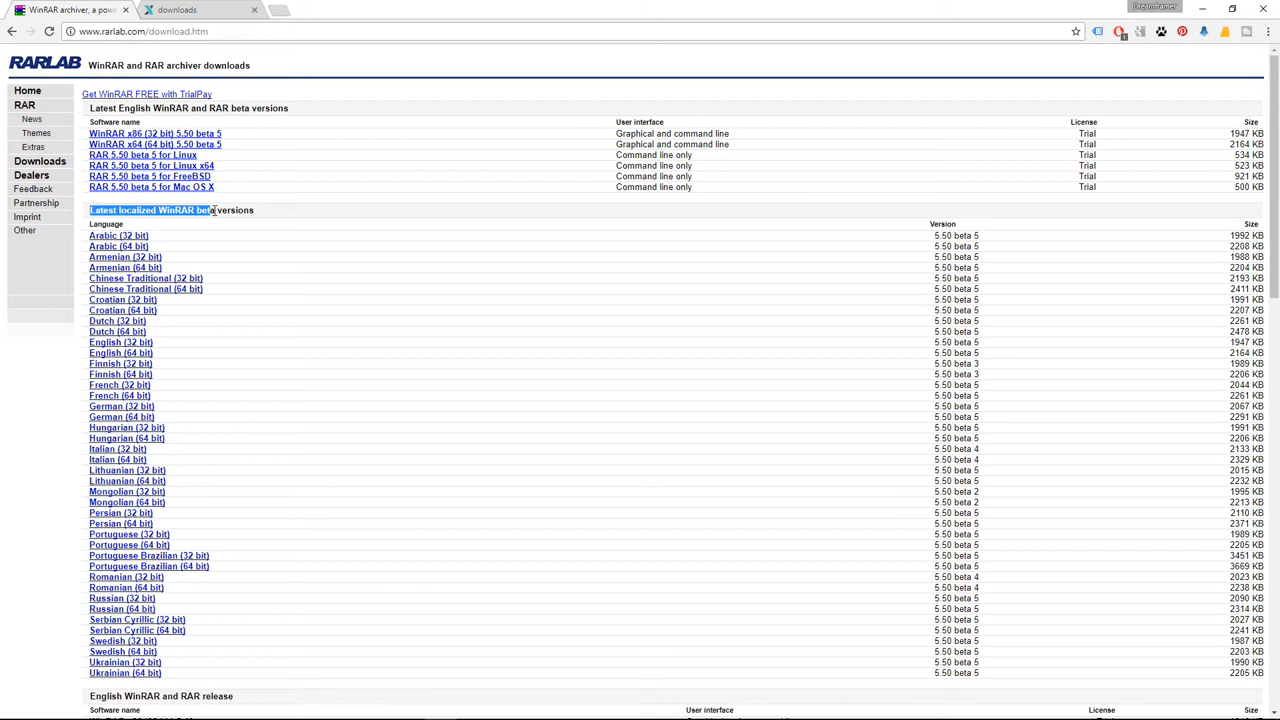 WinRAR archiver, a powe
downloads
Dreamframer
www.rarlab.com/download.htm
1
RARLAB WinRAR and RAR archiver downloads
Home
RAR
News
Themes
Extras
Downloads
Dealers
Feedback
Partnership
Imprint
Other
Get WinRAR FREE with TrialPay
Latest English WinRAR and RAR beta versions
Software name User interface License Size
WinRAR x86 (32 bit) 5.50 beta 5 Graphical and command line Trial 1947 KB
WinRAR x64 (64 bit) 5.50 beta 5 Graphical and command line Trial 2164 KB
RAR 5.50 beta 5 for Linux Command line only Trial 534 KB
RAR 5.50 beta 5 for Linux x64 Command line only Trial 523 KB
RAR 5.50 beta 5 for FreeBSD Command line only Trial 921 KB
RAR 5.50 beta 5 for Mac OS X Command line only Trial 500 KB
Latest localized WinRAR beta versions
Language Version Size
Arabic (32 bit) 5.50 beta 5 1992 KB
Arabic (64 bit) 5.50 beta 5 2208 KB
Armenian (32 bit) 5.50 beta 5 1988 KB
Armenian (64 bit) 5.50 beta 5 2204 KB
Chinese Traditional (32 bit) 5.50 beta 5 2193 KB
Chinese Traditional (64 bit) 5.50 beta 5 2411 KB
Croatian (32 bit) 5.50 beta 5 1991 KB
Croatian (64 bit) 5.50 beta 5 2207 KB
Dutch (32 bit) 5.50 beta 5 2261 KB
Dutch (64 bit) 5.50 beta 5 2478 KB
English (32 bit) 5.50 beta 5 1947 KB
English (64 bit) 5.50 beta 5 2164 KB
Finnish (32 bit) 5.50 beta 3 1989 KB
Finnish (64 bit) 5.50 beta 3 2206 KB
French (32 bit) 5.50 beta 5 2044 KB
French (64 bit) 5.50 beta 5 2261 KB
German (32 bit) 5.50 beta 5 2067 KB
German (64 bit) 5.50 beta 5 2291 KB
Hungarian (32 bit) 5.50 beta 5 1991 KB
Hungarian (64 bit) 5.50 beta 5 2206 KB
Italian (32 bit) 5.50 beta 4 2133 KB
Italian (64 bit) 5.50 beta 4 2329 KB
Lithuanian (32 bit) 5.50 beta 5 2015 KB
Lithuanian (64 bit) 5.50 beta 5 2232 KB
Mongolian (32 bit) 5.50 beta 2 1995 KB
Mongolian (64 bit) 5.50 beta 2 2213 KB
Persian (32 bit) 5.50 beta 5 2110 KB
Persian (64 bit) 5.50 beta 5 2371 KB
Portuguese (32 bit) 5.50 beta 5 1989 KB
Portuguese (64 bit) 5.50 beta 5 2205 KB
Portuguese Brazilian (32 bit) 5.50 beta 5 3451 KB
Portuguese Brazilian (64 bit) 5.50 beta 5 3669 KB
Romanian (32 bit) 5.50 beta 4 2023 KB
Romanian (64 bit) 5.50 beta 4 2238 KB
Russian (32 bit) 5.50 beta 5 2090 KB
Russian (64 bit) 5.50 beta 5 2314 KB
Serbian Cyrillic (32 bit) 5.50 beta 5 2027 KB
Serbian Cyrillic (64 bit) 5.50 beta 5 2241 KB
Swedish (32 bit) 5.50 beta 5 1987 KB
Swedish (64 bit) 5.50 beta 5 2203 KB
Ukrainian (32 bit) 5.50 beta 5 1990 KB
Ukrainian (64 bit) 5.50 beta 5 2205 KB
English WinRAR and RAR release
Software name User interface License Size